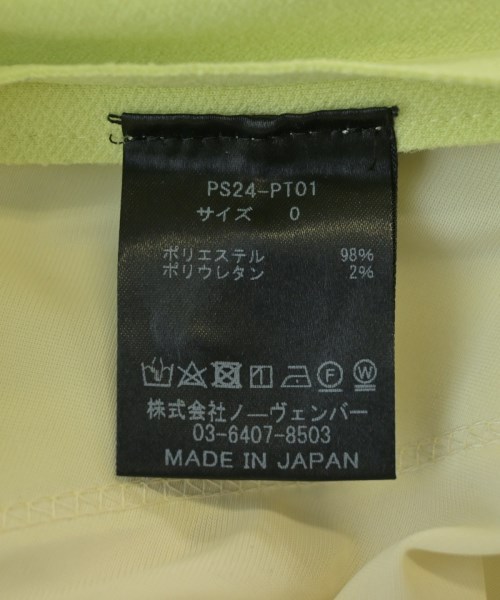 PS24-PT01
サイズ 0
ポリエステル 98%
ポリウレタン 2%
F W
株式会社ノーヴェンバー
03-6407-8503
MADE IN JAPAN